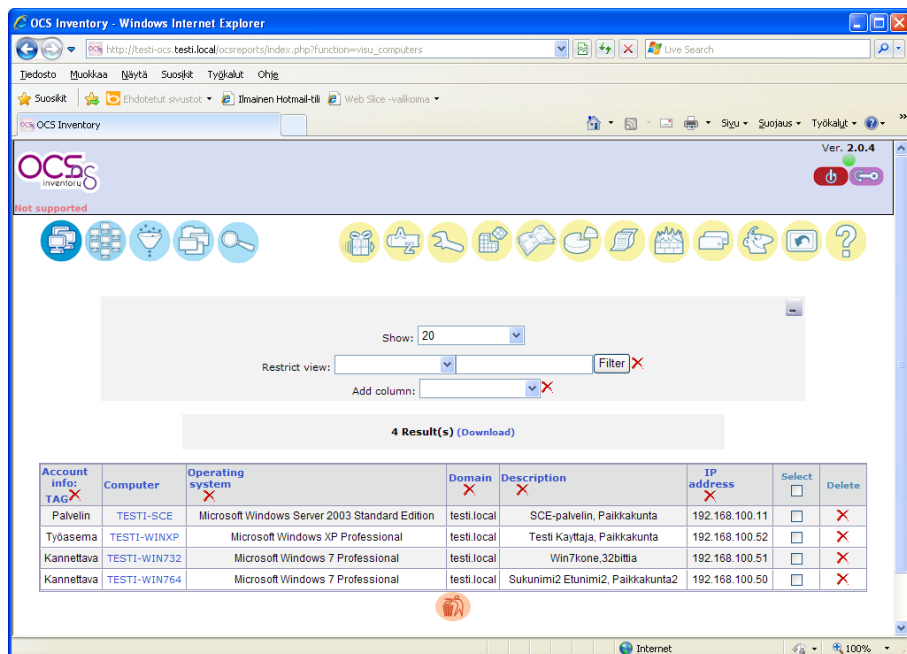 OCS Inventory - Windows Internet Explorer
http://testi-ocs.testi.local/ocsreports/index.php?function=visu_computers
Live Search
Tiedosto Muokkaa Näytä Suosikit Työkalut Ohje
Suosikit Ehdotetut sivustot Ilmainen Hotmail-tili Web Slice -valikoima
OCS Inventory
Sivu Suojaus Työkalut
Ver. 2.0.4
OCS
inventory
Not supported
Show: 20
Restrict view: Filter
Add column:
4 Result(s) (Download)
Account info: TAG Computer Operating system Domain Description IP address Select Delete
Palvelin TESTI-SCE Microsoft Windows Server 2003 Standard Edition testi.local SCE-palvelin, Paikkakunta 192.168.100.11
Työasema TESTI-WINXP Microsoft Windows XP Professional testi.local Testi Kayttaja, Paikkakunta 192.168.100.52
Kannettava TESTI-WIN732 Microsoft Windows 7 Professional testi.local Win7kone,32bittia 192.168.100.51
Kannettava TESTI-WIN764 Microsoft Windows 7 Professional testi.local Sukunimi2 Etunimi2, Paikkakunta2 192.168.100.50
Internet 100%